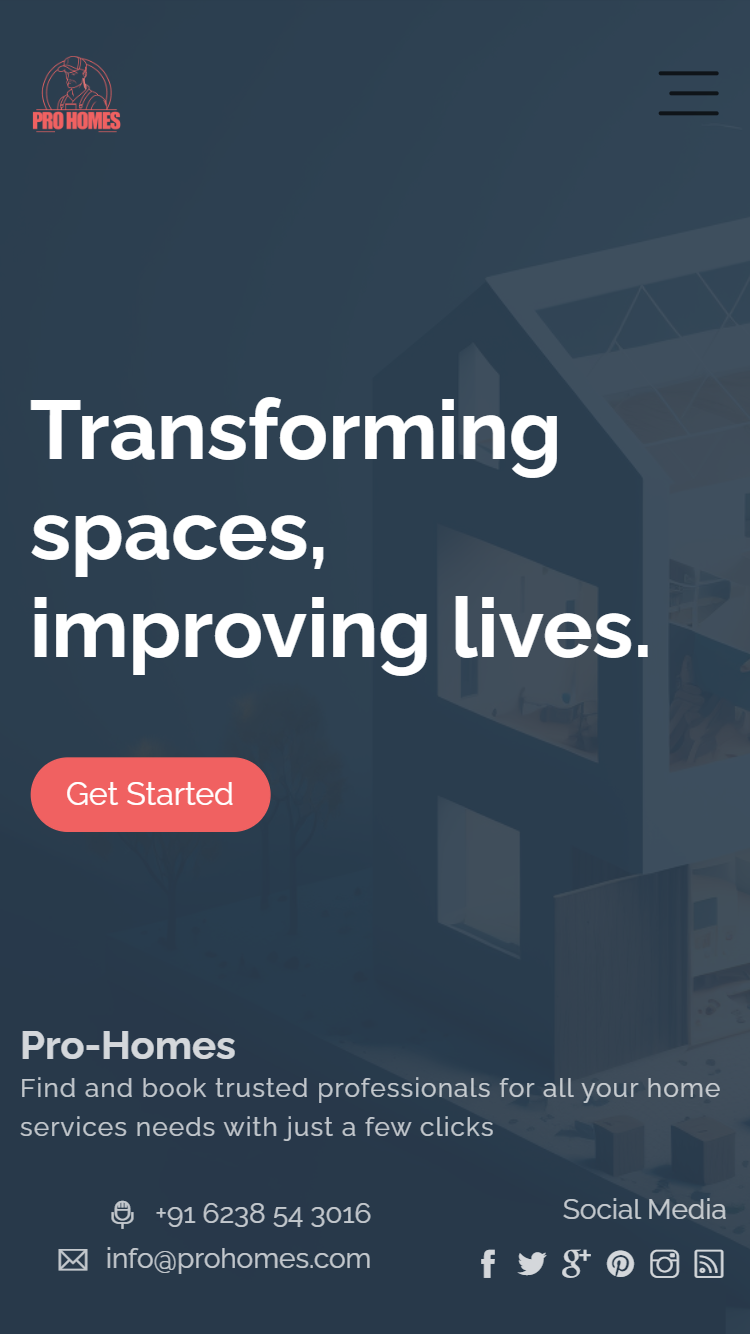 PRO HOMES
Transforming
spaces,
improving lives.
Get Started
Pro-Homes
Find and book trusted professionals for all your home
services needs with just a few clicks
+91 6238 54 3016
info@prohomes.com
Social Media